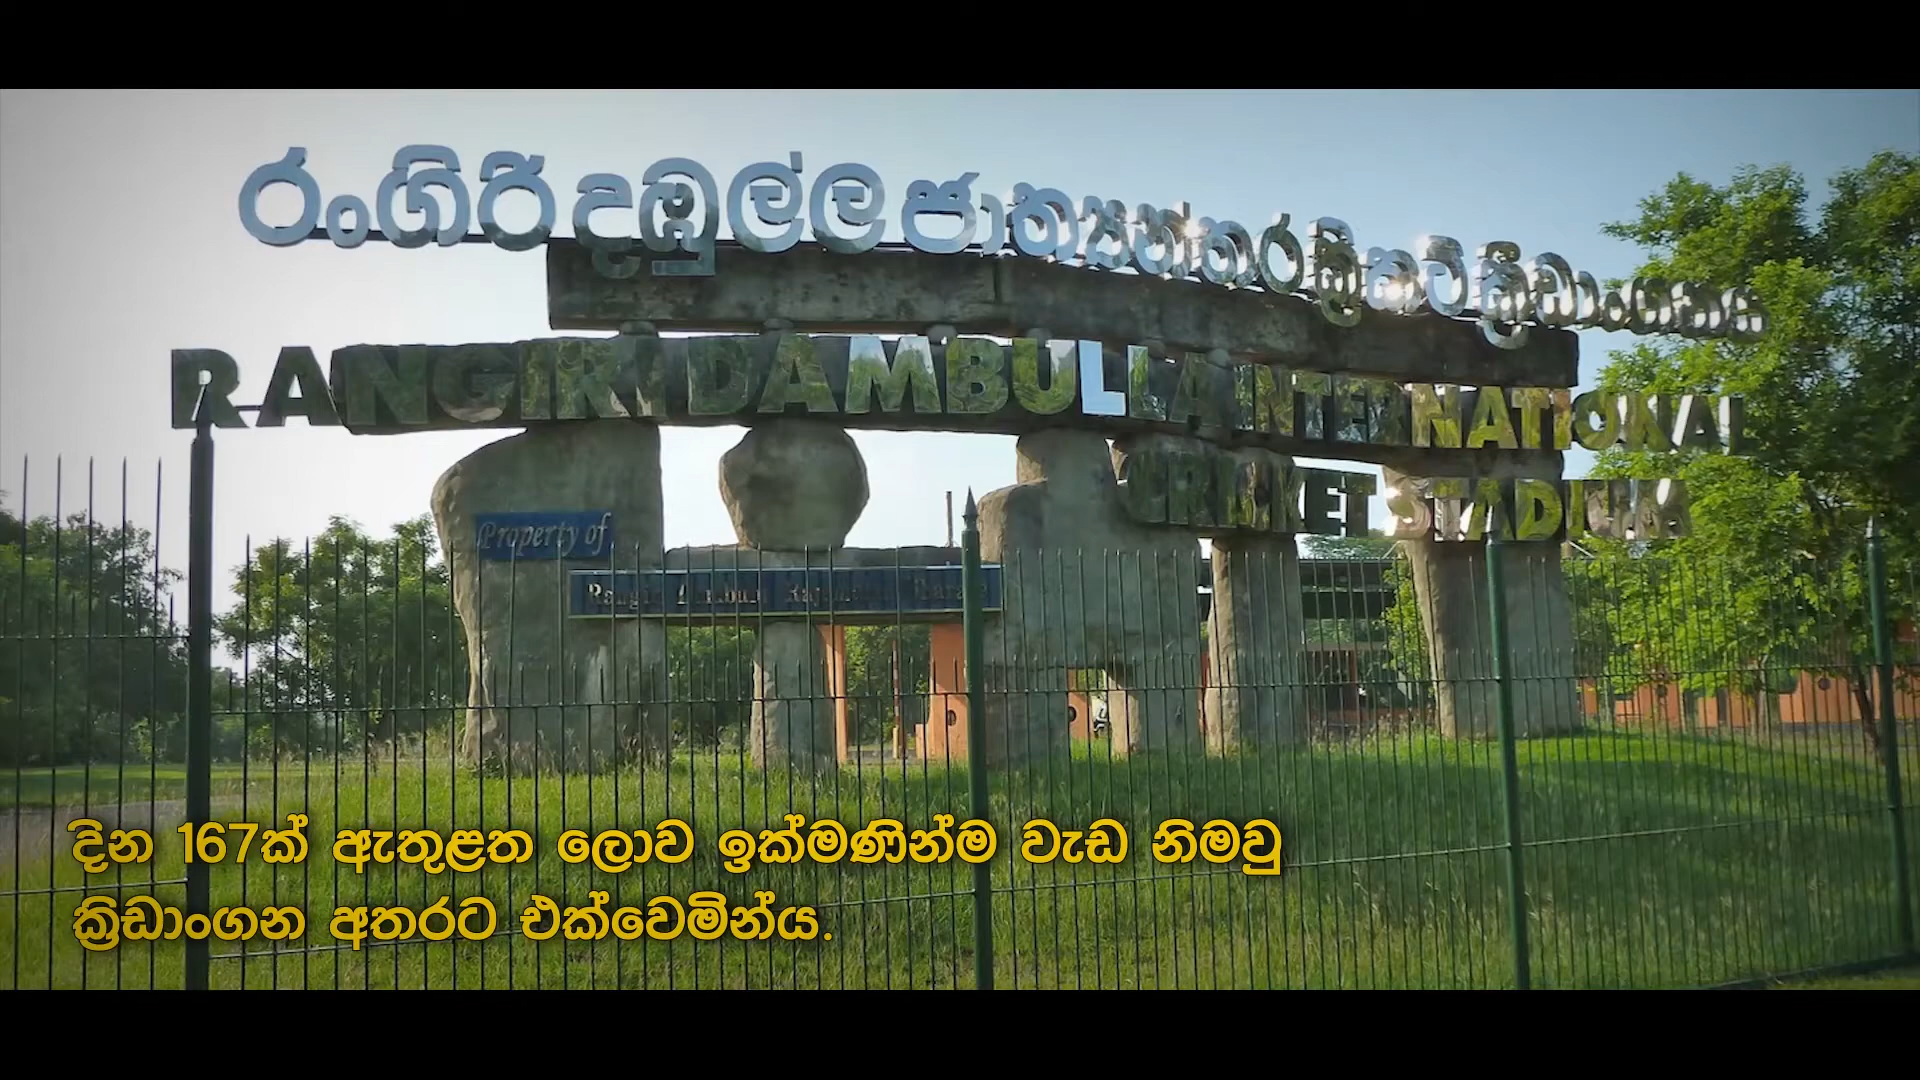 රංගිරි දඹුල්ල ජාත්‍යන්තර ක්‍රිකට් ක්‍රීඩාංගනය
RANGIRI DAMBULLA INTERNATIONAL
CRICKET STADIUM
Property of
දින 167ක් ඇතුළත ලොව ඉක්මණින්ම වැඩ නිමවු
ක්‍රිඩාංගන අතරට එක්වෙමින්ය.